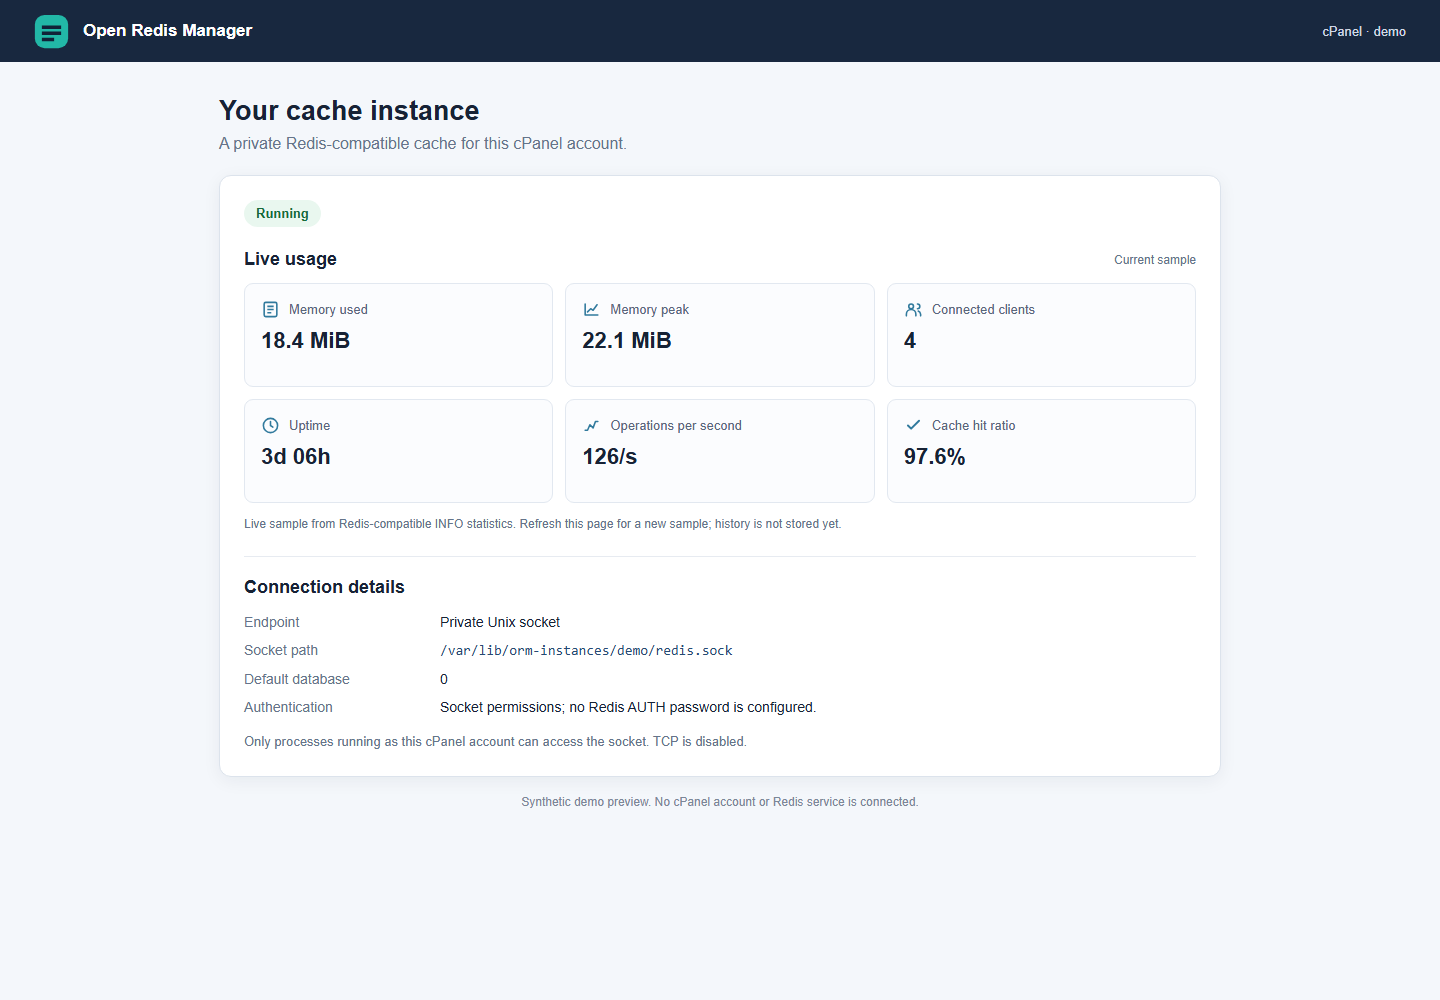 Open Redis Manager
cPanel · demo
Your cache instance
A private Redis-compatible cache for this cPanel account.
Running
Live usage
Current sample
Memory used
18.4 MiB
Memory peak
22.1 MiB
Connected clients
4
Uptime
3d 06h
Operations per second
126/s
Cache hit ratio
97.6%
Live sample from Redis-compatible INFO statistics. Refresh this page for a new sample; history is not stored yet.
Connection details
Endpoint Private Unix socket
Socket path /var/lib/orm-instances/demo/redis.sock
Default database 0
Authentication Socket permissions; no Redis AUTH password is configured.
Only processes running as this cPanel account can access the socket. TCP is disabled.
Synthetic demo preview. No cPanel account or Redis service is connected.